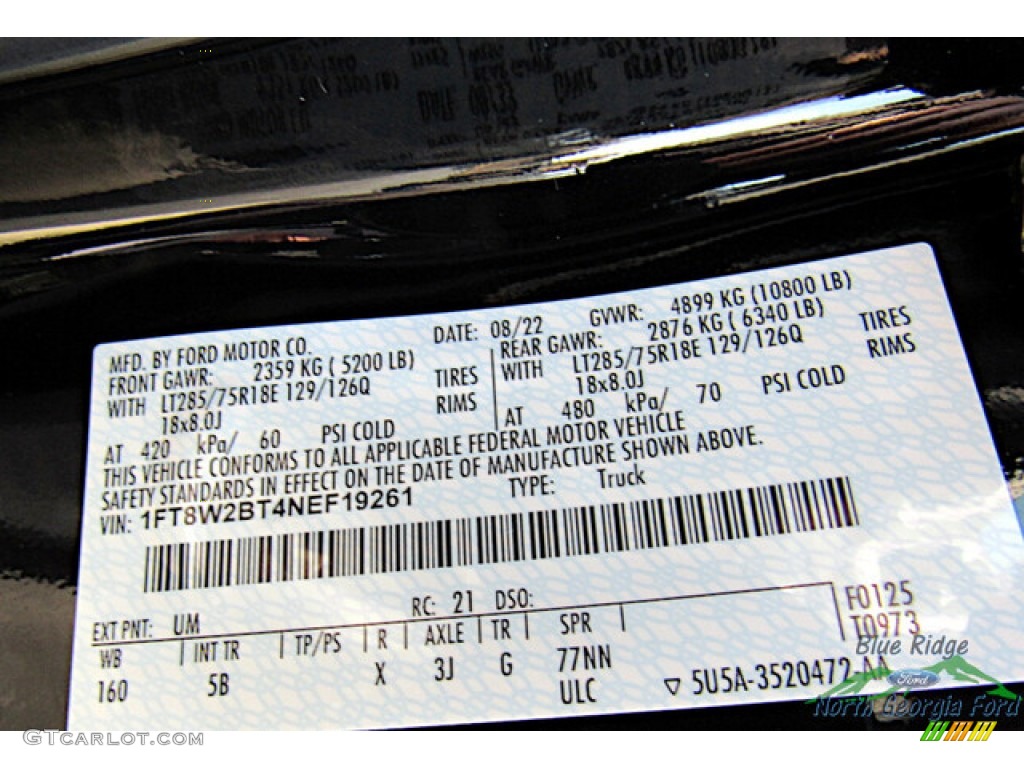 MFD. BY FORD MOTOR CO. DATE: 08/22 GVWR: 4899 KG (10800 LB)
FRONT GAWR: 2359 KG ( 5200 LB) REAR GAWR: 2876 KG ( 6340 LB)
WITH LT285/75R18E 129/126Q TIRES WITH LT285/75R18E 129/126Q TIRES
18x8.0J RIMS 18x8.0J RIMS
AT 420 kPa/ 60 PSI COLD AT 480 kPa/ 70 PSI COLD
THIS VEHICLE CONFORMS TO ALL APPLICABLE FEDERAL MOTOR VEHICLE
SAFETY STANDARDS IN EFFECT ON THE DATE OF MANUFACTURE SHOWN ABOVE.
VIN: 1FT8W2BT4NEF19261 TYPE: Truck
EXT PNT: UM RC: 21 DSO: F0125
WB INT TR TP/PS R AXLE TR SPR T0973
160 5B X 3J G 77NN
ULC ▽ 5U5A-3520472-AA
Blue Ridge
Ford
North Georgia Ford
GTCARLOT.COM